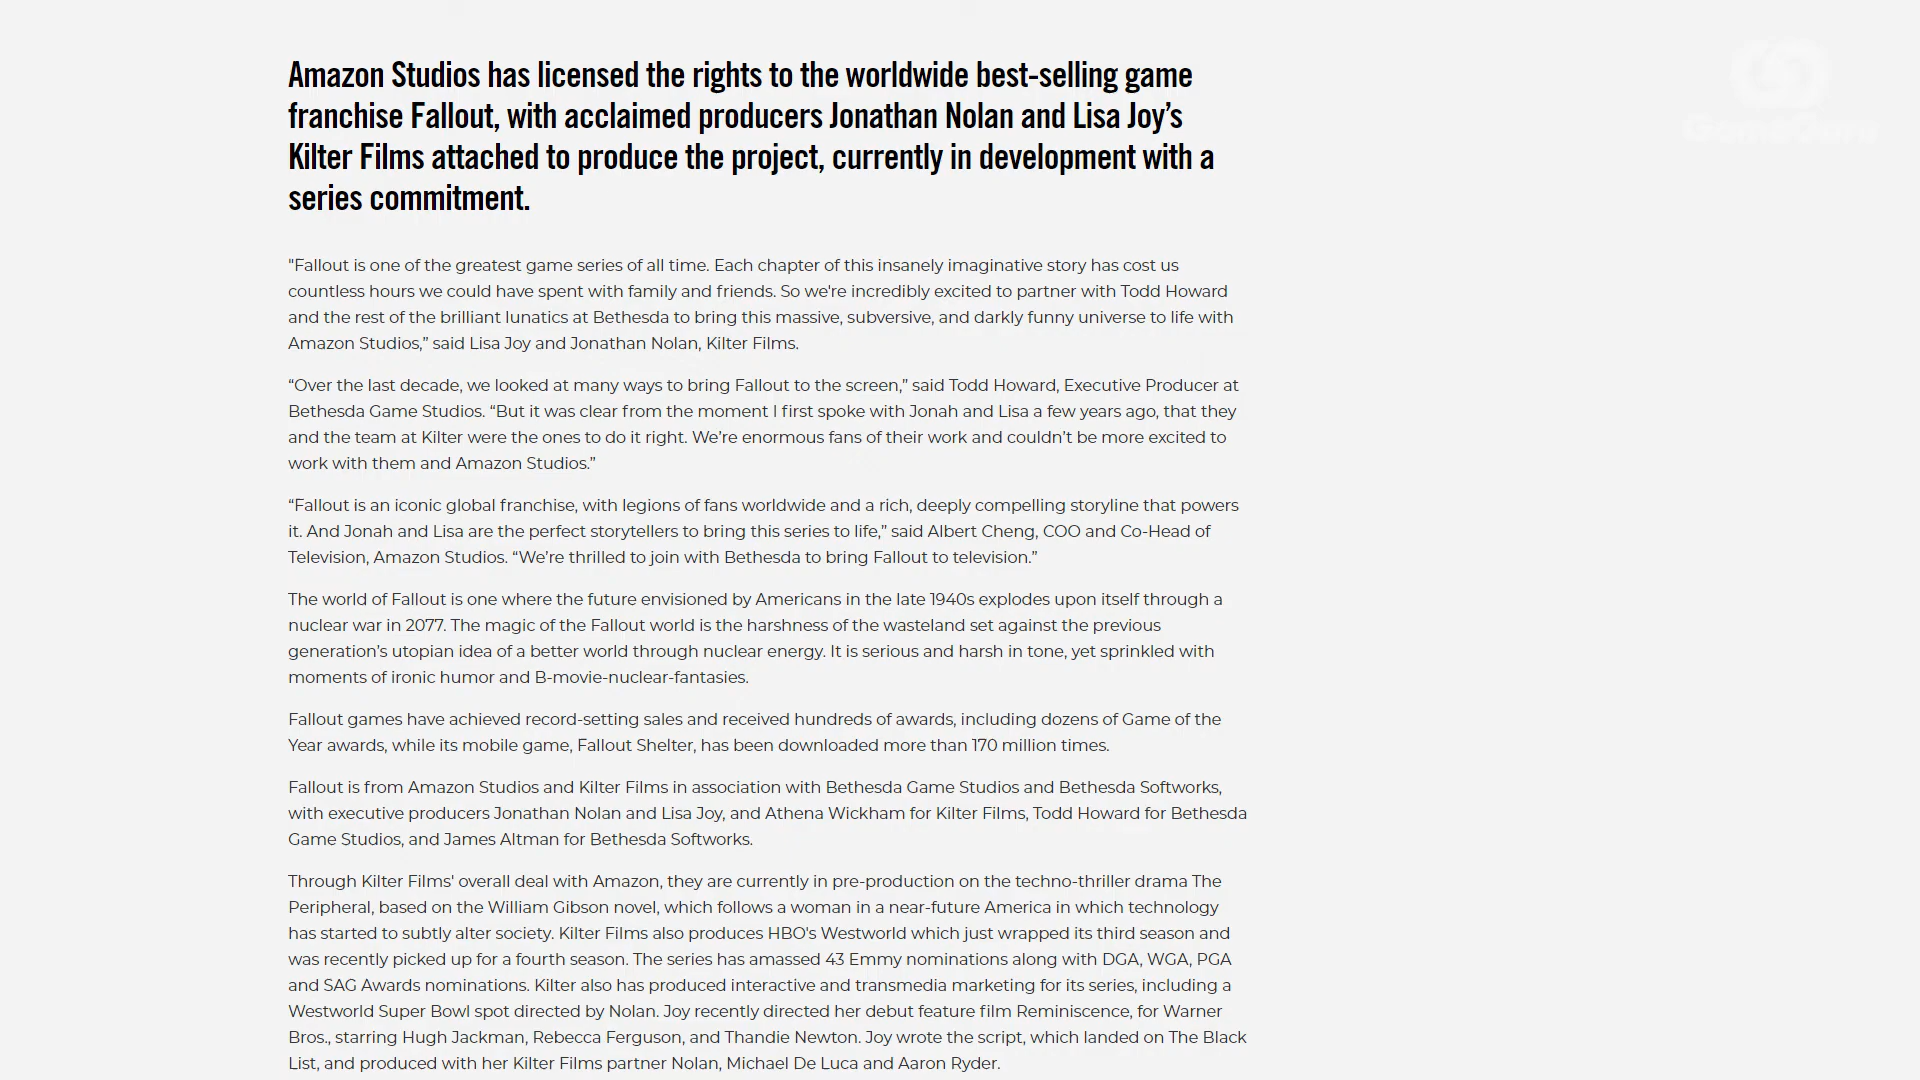 Amazon Studios has licensed the rights to the worldwide best-selling game
franchise Fallout, with acclaimed producers Jonathan Nolan and Lisa Joy’s
Kilter Films attached to produce the project, currently in development with a
series commitment.
"Fallout is one of the greatest game series of all time. Each chapter of this insanely imaginative story has cost us
countless hours we could have spent with family and friends. So we're incredibly excited to partner with Todd Howard
and the rest of the brilliant lunatics at Bethesda to bring this massive, subversive, and darkly funny universe to life with
Amazon Studios,” said Lisa Joy and Jonathan Nolan, Kilter Films.
“Over the last decade, we looked at many ways to bring Fallout to the screen,” said Todd Howard, Executive Producer at
Bethesda Game Studios. “But it was clear from the moment I first spoke with Jonah and Lisa a few years ago, that they
and the team at Kilter were the ones to do it right. We’re enormous fans of their work and couldn’t be more excited to
work with them and Amazon Studios.”
“Fallout is an iconic global franchise, with legions of fans worldwide and a rich, deeply compelling storyline that powers
it. And Jonah and Lisa are the perfect storytellers to bring this series to life,” said Albert Cheng, COO and Co-Head of
Television, Amazon Studios. “We’re thrilled to join with Bethesda to bring Fallout to television.”
The world of Fallout is one where the future envisioned by Americans in the late 1940s explodes upon itself through a
nuclear war in 2077. The magic of the Fallout world is the harshness of the wasteland set against the previous
generation’s utopian idea of a better world through nuclear energy. It is serious and harsh in tone, yet sprinkled with
moments of ironic humor and B-movie-nuclear-fantasies.
Fallout games have achieved record-setting sales and received hundreds of awards, including dozens of Game of the
Year awards, while its mobile game, Fallout Shelter, has been downloaded more than 170 million times.
Fallout is from Amazon Studios and Kilter Films in association with Bethesda Game Studios and Bethesda Softworks,
with executive producers Jonathan Nolan and Lisa Joy, and Athena Wickham for Kilter Films, Todd Howard for Bethesda
Game Studios, and James Altman for Bethesda Softworks.
Through Kilter Films' overall deal with Amazon, they are currently in pre-production on the techno-thriller drama The
Peripheral, based on the William Gibson novel, which follows a woman in a near-future America in which technology
has started to subtly alter society. Kilter Films also produces HBO's Westworld which just wrapped its third season and
was recently picked up for a fourth season. The series has amassed 43 Emmy nominations along with DGA, WGA, PGA
and SAG Awards nominations. Kilter also has produced interactive and transmedia marketing for its series, including a
Westworld Super Bowl spot directed by Nolan. Joy recently directed her debut feature film Reminiscence, for Warner
Bros., starring Hugh Jackman, Rebecca Ferguson, and Thandie Newton. Joy wrote the script, which landed on The Black
List, and produced with her Kilter Films partner Nolan, Michael De Luca and Aaron Ryder.